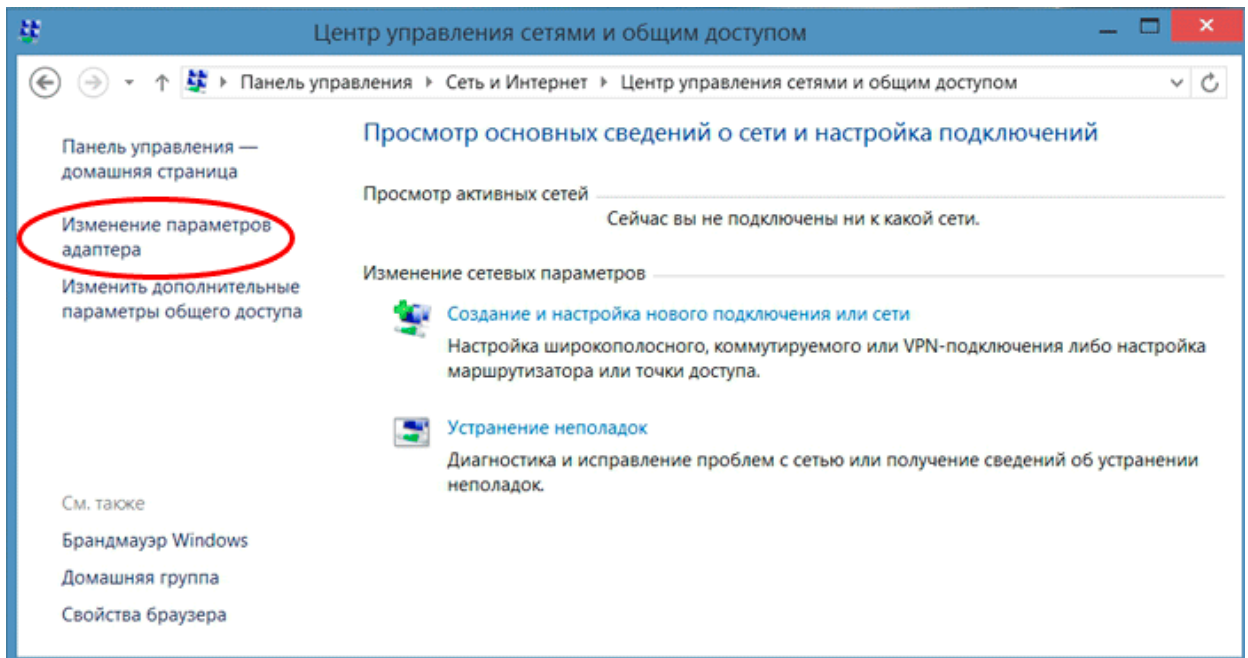 Центр управления сетями и общим доступом
Панель управления Сеть и Интернет Центр управления сетями и общим доступом
Панель управления —
домашняя страница
Изменение параметров
адаптера
Изменить дополнительные
параметры общего доступа
Просмотр основных сведений о сети и настройка подключений
Просмотр активных сетей
Сейчас вы не подключены ни к какой сети.
Изменение сетевых параметров
Создание и настройка нового подключения или сети
Настройка широкополосного, коммутируемого или VPN-подключения либо настройка
маршрутизатора или точки доступа.
Устранение неполадок
Диагностика и исправление проблем с сетью или получение сведений об устранении
неполадок.
См. также
Брандмауэр Windows
Домашняя группа
Свойства браузера